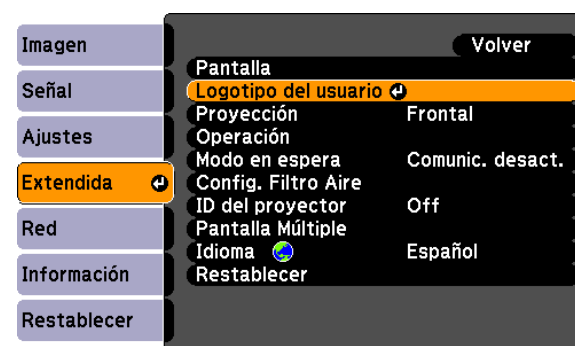 Imagen
Señal
Ajustes
Extendida
Red
Información
Restablecer
Volver
Pantalla
Logotipo del usuario
Proyección Frontal
Operación
Modo en espera Comunic. desact.
Config. Filtro Aire
ID del proyector Off
Pantalla Múltiple
Idioma Español
Restablecer